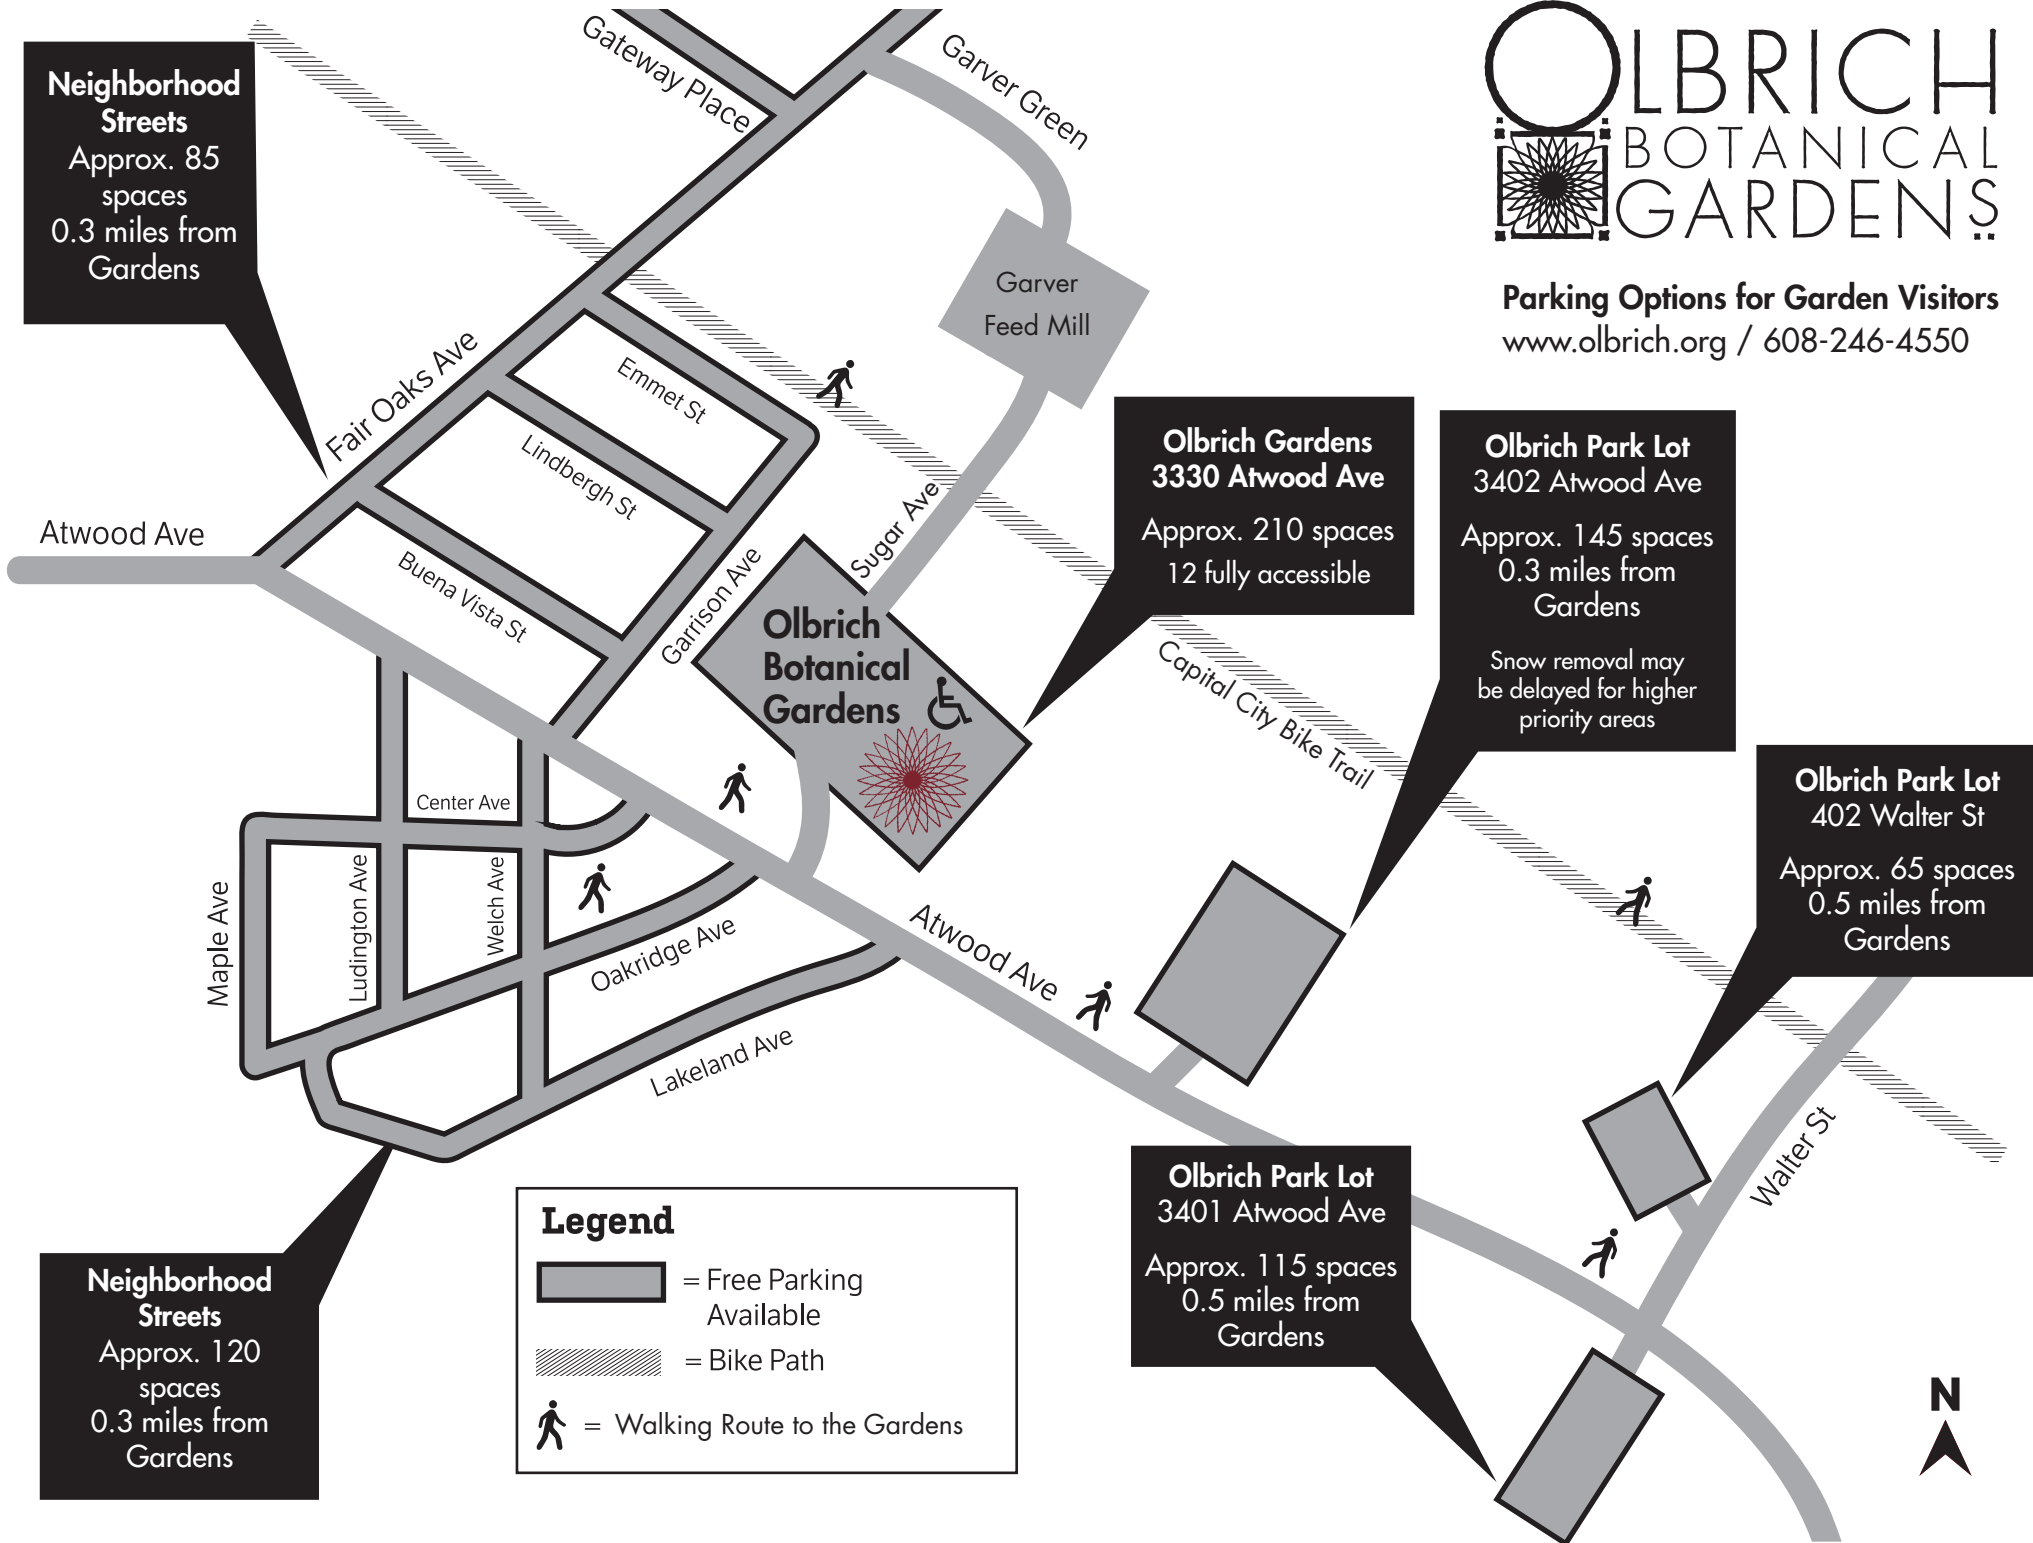 OLBRICH
BOTANICAL
GARDENS
Parking Options for Garden Visitors
www.olbrich.org / 608-246-4550
Neighborhood
Streets
Approx. 85
spaces
0.3 miles from
Gardens
Gateway Place
Garver Green
Garver
Feed Mill
Fair Oaks Ave
Emmet St
Lindbergh St
Buena Vista St
Garrison Ave
Sugar Ave
Atwood Ave
Olbrich
Botanical
Gardens
Olbrich Gardens
3330 Atwood Ave
Approx. 210 spaces
12 fully accessible
Olbrich Park Lot
3402 Atwood Ave
Approx. 145 spaces
0.3 miles from
Gardens
Snow removal may
be delayed for higher
priority areas
Capital City Bike Trail
Olbrich Park Lot
402 Walter St
Approx. 65 spaces
0.5 miles from
Gardens
Center Ave
Maple Ave
Ludington Ave
Welch Ave
Oakridge Ave
Lakeland Ave
Atwood Ave
Walter St
Olbrich Park Lot
3401 Atwood Ave
Approx. 115 spaces
0.5 miles from
Gardens
Neighborhood
Streets
Approx. 120
spaces
0.3 miles from
Gardens
Legend
= Free Parking
Available
= Bike Path
= Walking Route to the Gardens
N